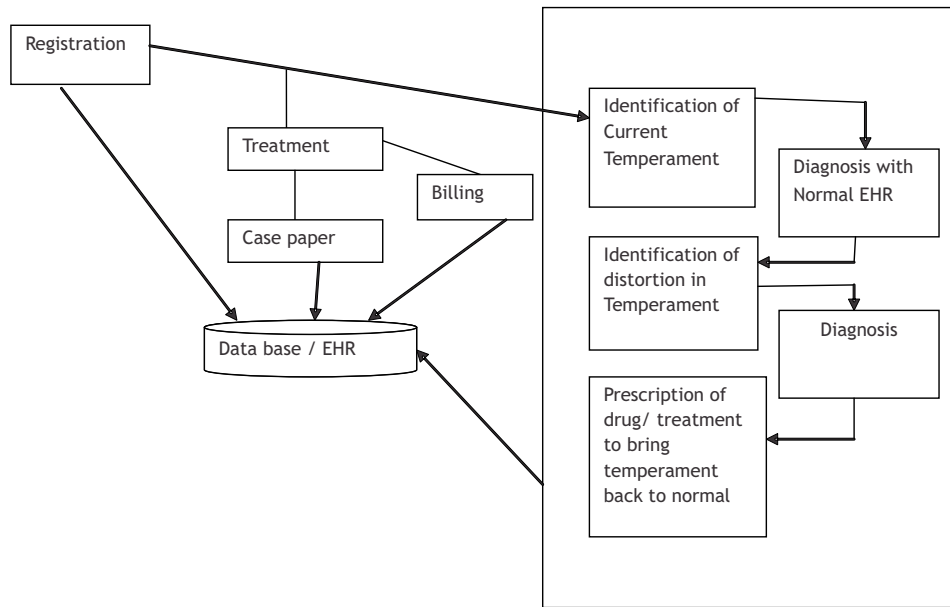 Registration
Treatment
Billing
Case paper
Data base / EHR
Identification of
Current
Temperament
Diagnosis with
Normal EHR
Identification of
distortion in
Temperament
Diagnosis
Prescription of
drug/ treatment
to bring
temperament
back to normal